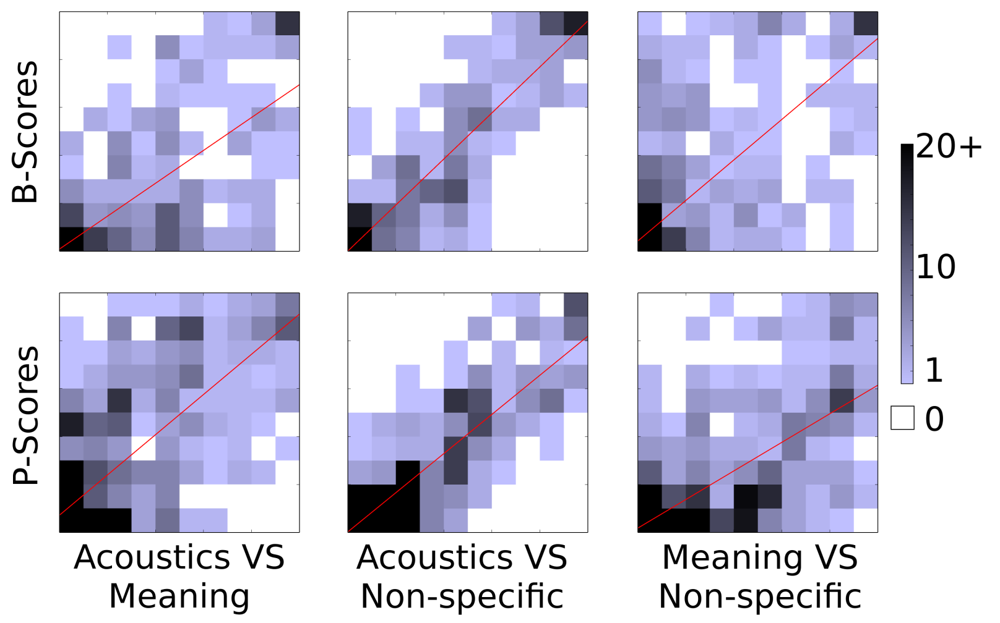 B-Scores
20+
10
1
0
P-Scores
Acoustics VS
Meaning
Acoustics VS
Non-specific
Meaning VS
Non-specific